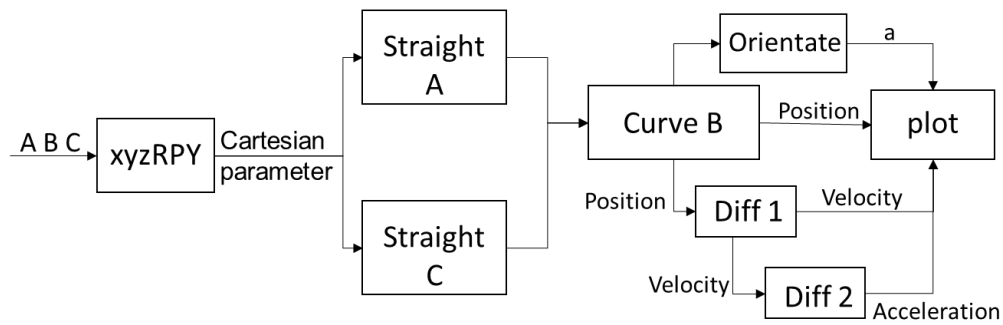 A B C
xyzRPY
Cartesian
parameter
Straight
A
Straight
C
Curve B
Orientate
a
Position
plot
Position
Diff 1
Velocity
Velocity
Diff 2
Acceleration